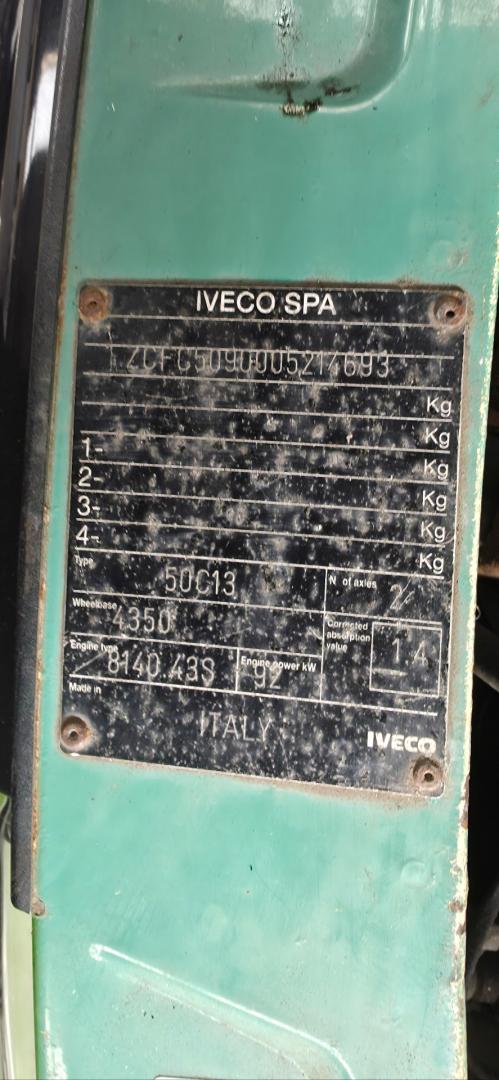 IVECO SPA
ZCFC5090005214693
Kg
Kg
1- Kg
2- Kg
3- Kg
4- Kg
Type 50C13 N of axles 2
Wheelbase 4350 Corrected absorption value 1.4
Engine type 8140.43S Engine power kW 92
Made in ITALY IVECO